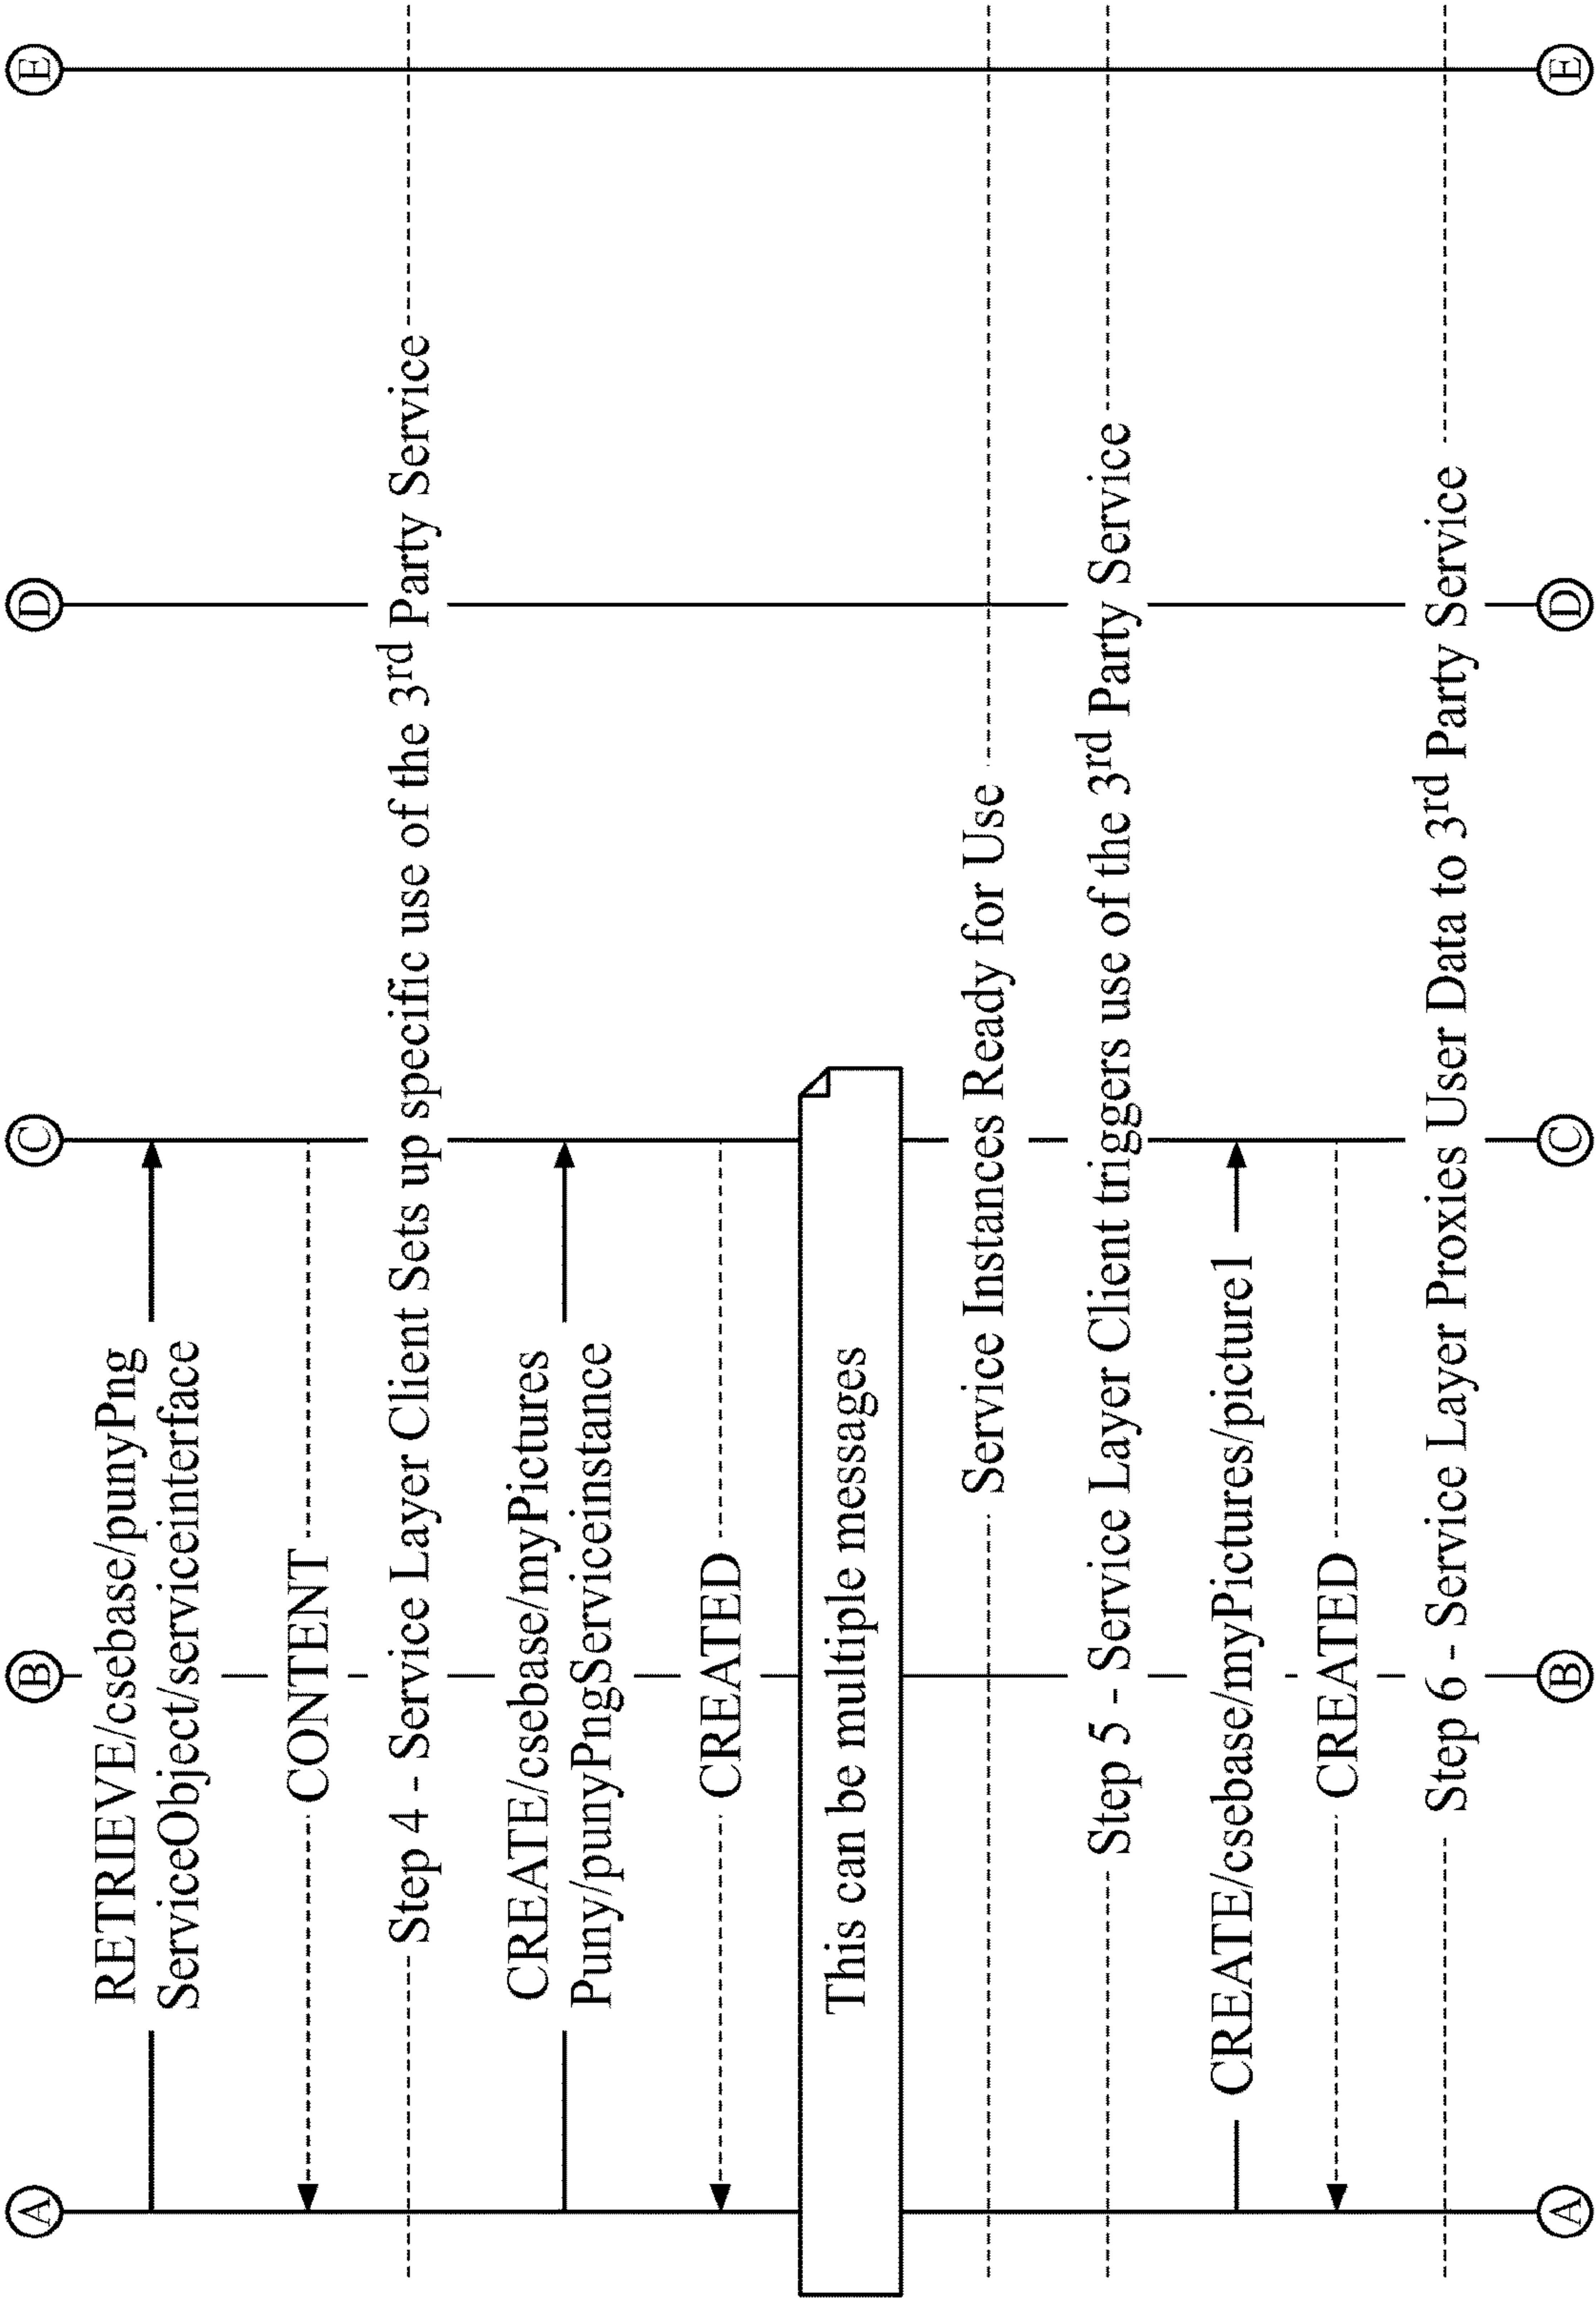 A
B
C
D
E
RETRIEVE/csebase/punyPng
ServiceObject/serviceinterface
CONTENT
Step 4 - Service Layer Client Sets up specific use of the 3rd Party Service
CREATE/csebase/myPictures
Puny/punyPngServiceinstance
CREATED
This can be multiple messages
Service Instances Ready for Use
Step 5 - Service Layer Client triggers use of the 3rd Party Service
CREATE/csebase/myPictures/picture1
CREATED
Step 6 - Service Layer Proxies User Data to 3rd Party Service
A
B
C
D
E